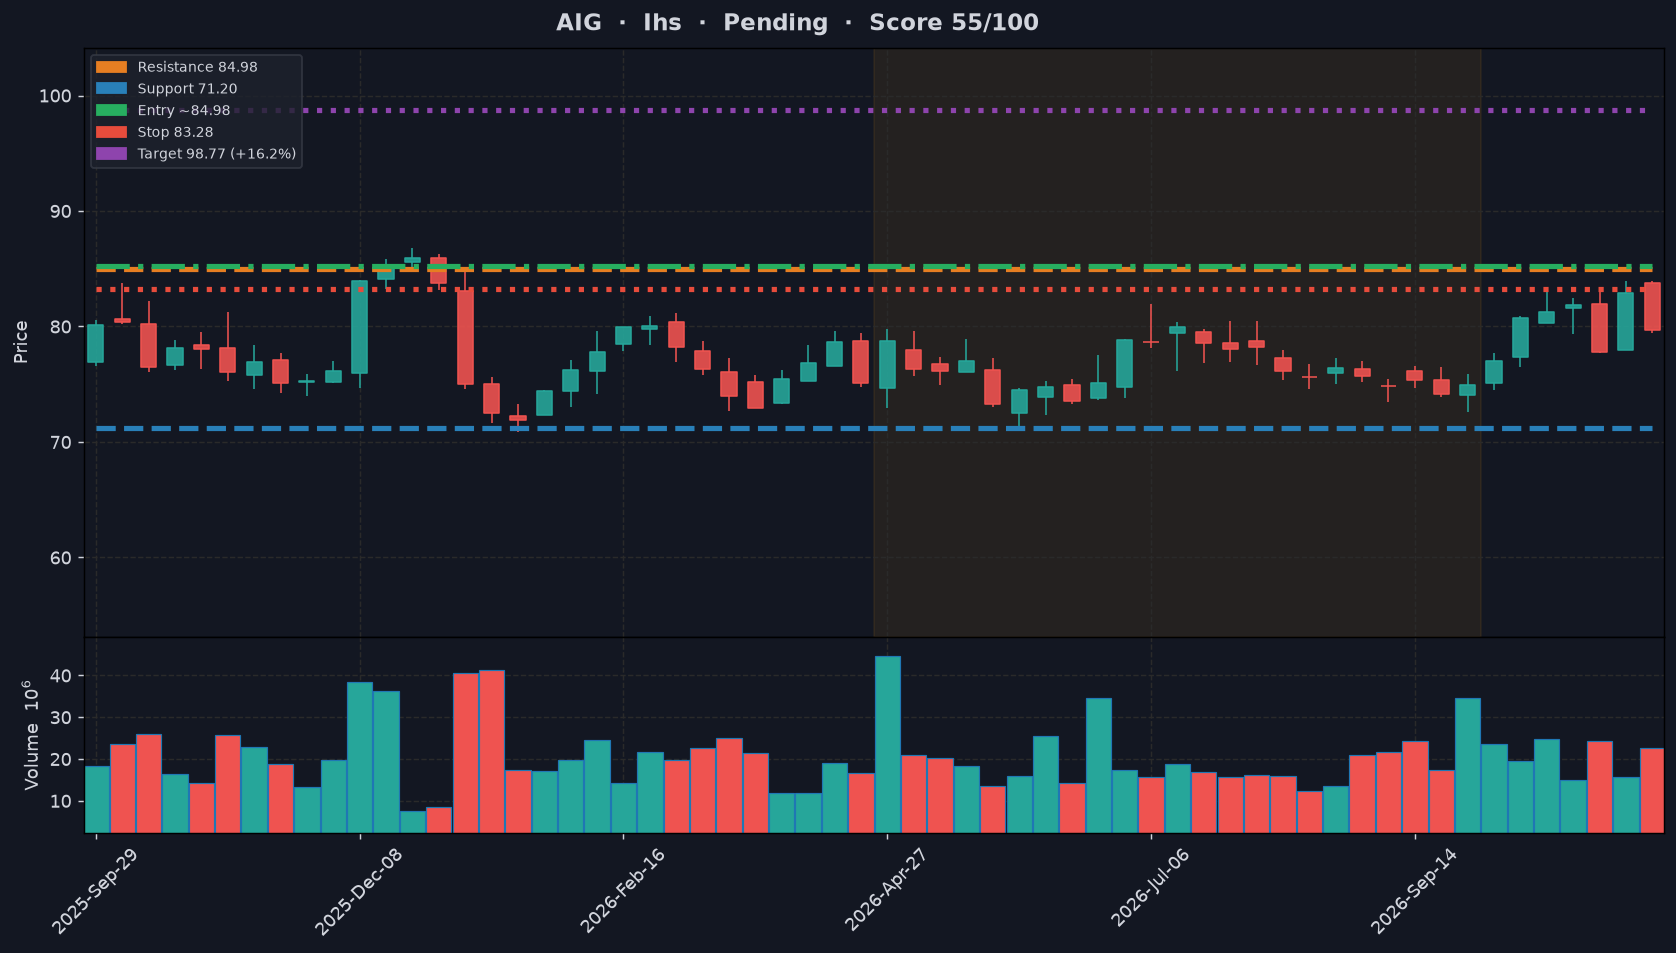 AIG · Ihs · Pending · Score 55/100
Resistance 84.98
Support 71.20
Entry ~84.98
Stop 83.28
Target 98.77 (+16.2%)
Price
100
90
80
70
60
Volume 10⁶
40
30
20
10
2025-Sep-29
2025-Dec-08
2026-Feb-16
2026-Apr-27
2026-Jul-06
2026-Sep-14